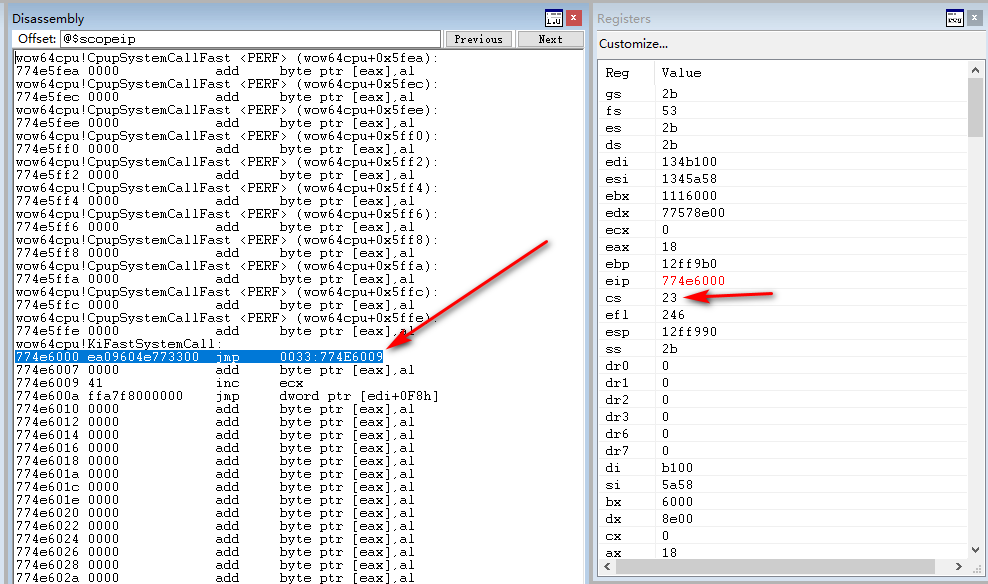 Disassembly
Offset: @$scopeip Previous Next
wow64cpu!CpupSystemCallFast <PERF> (wow64cpu+0x5fea):
774e5fea 0000 add byte ptr [eax],al
wow64cpu!CpupSystemCallFast <PERF> (wow64cpu+0x5fec):
774e5fec 0000 add byte ptr [eax],al
wow64cpu!CpupSystemCallFast <PERF> (wow64cpu+0x5fee):
774e5fee 0000 add byte ptr [eax],al
wow64cpu!CpupSystemCallFast <PERF> (wow64cpu+0x5ff0):
774e5ff0 0000 add byte ptr [eax],al
wow64cpu!CpupSystemCallFast <PERF> (wow64cpu+0x5ff2):
774e5ff2 0000 add byte ptr [eax],al
wow64cpu!CpupSystemCallFast <PERF> (wow64cpu+0x5ff4):
774e5ff4 0000 add byte ptr [eax],al
wow64cpu!CpupSystemCallFast <PERF> (wow64cpu+0x5ff6):
774e5ff6 0000 add byte ptr [eax],al
wow64cpu!CpupSystemCallFast <PERF> (wow64cpu+0x5ff8):
774e5ff8 0000 add byte ptr [eax],al
wow64cpu!CpupSystemCallFast <PERF> (wow64cpu+0x5ffa):
774e5ffa 0000 add byte ptr [eax],al
wow64cpu!CpupSystemCallFast <PERF> (wow64cpu+0x5ffc):
774e5ffc 0000 add byte ptr [eax],al
wow64cpu!CpupSystemCallFast <PERF> (wow64cpu+0x5ffe):
774e5ffe 0000 add byte ptr [eax],al
wow64cpu!KiFastSystemCall:
774e6000 ea09604e773300 jmp 0033:774E6009
774e6007 0000 add byte ptr [eax],al
774e6009 41 inc ecx
774e600a ffa7f8000000 jmp dword ptr [edi+0F8h]
774e6010 0000 add byte ptr [eax],al
774e6012 0000 add byte ptr [eax],al
774e6014 0000 add byte ptr [eax],al
774e6016 0000 add byte ptr [eax],al
774e6018 0000 add byte ptr [eax],al
774e601a 0000 add byte ptr [eax],al
774e601c 0000 add byte ptr [eax],al
774e601e 0000 add byte ptr [eax],al
774e6020 0000 add byte ptr [eax],al
774e6022 0000 add byte ptr [eax],al
774e6024 0000 add byte ptr [eax],al
774e6026 0000 add byte ptr [eax],al
774e6028 0000 add byte ptr [eax],al
774e602a 0000 add byte ptr [eax],al
Registers
Customize...
Reg Value
gs 2b
fs 53
es 2b
ds 2b
edi 134b100
esi 1345a58
ebx 1116000
edx 77578e00
ecx 0
eax 18
ebp 12ff9b0
eip 774e6000
cs 23
efl 246
esp 12ff990
ss 2b
dr0 0
dr1 0
dr2 0
dr3 0
dr6 0
dr7 0
di b100
si 5a58
bx 6000
dx 8e00
cx 0
ax 18